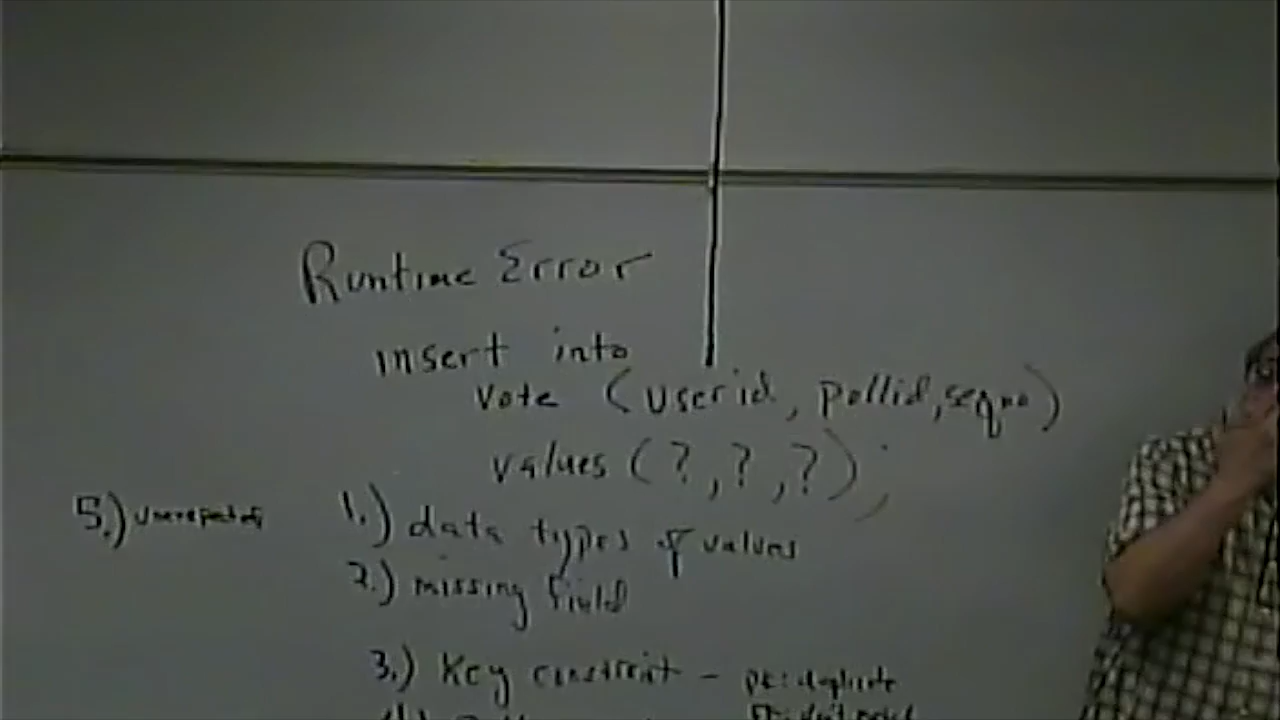 Runtime Error
insert into
vote (userid, pollid, seqno)
values (?, ?, ?);
1.) data types of values
2.) missing field
3.) Key constraint - pk: duplicate
4.)
5.) unexpected